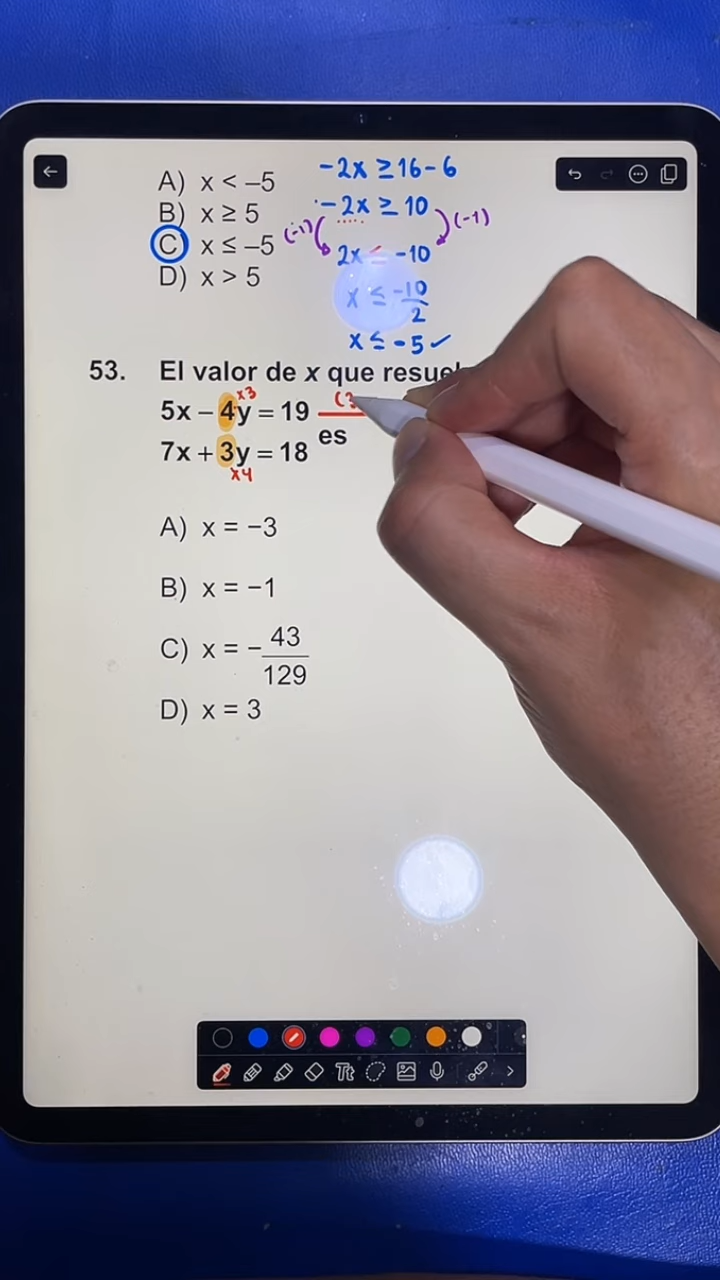 -2x ≥ 16-6
A) x < –5
B) x ≥ 5
-2x ≥ 10
(-1)
(-1)
C) x ≤ –5
2x ≤ -10
D) x > 5
x ≤ -10/2
x ≤ -5 ✓
53. El valor de x que
x3
5x – 4y = 19
7x + 3y = 18
es
x4
A) x = –3
B) x = –1
C) x = –43/129
D) x = 3
Tt